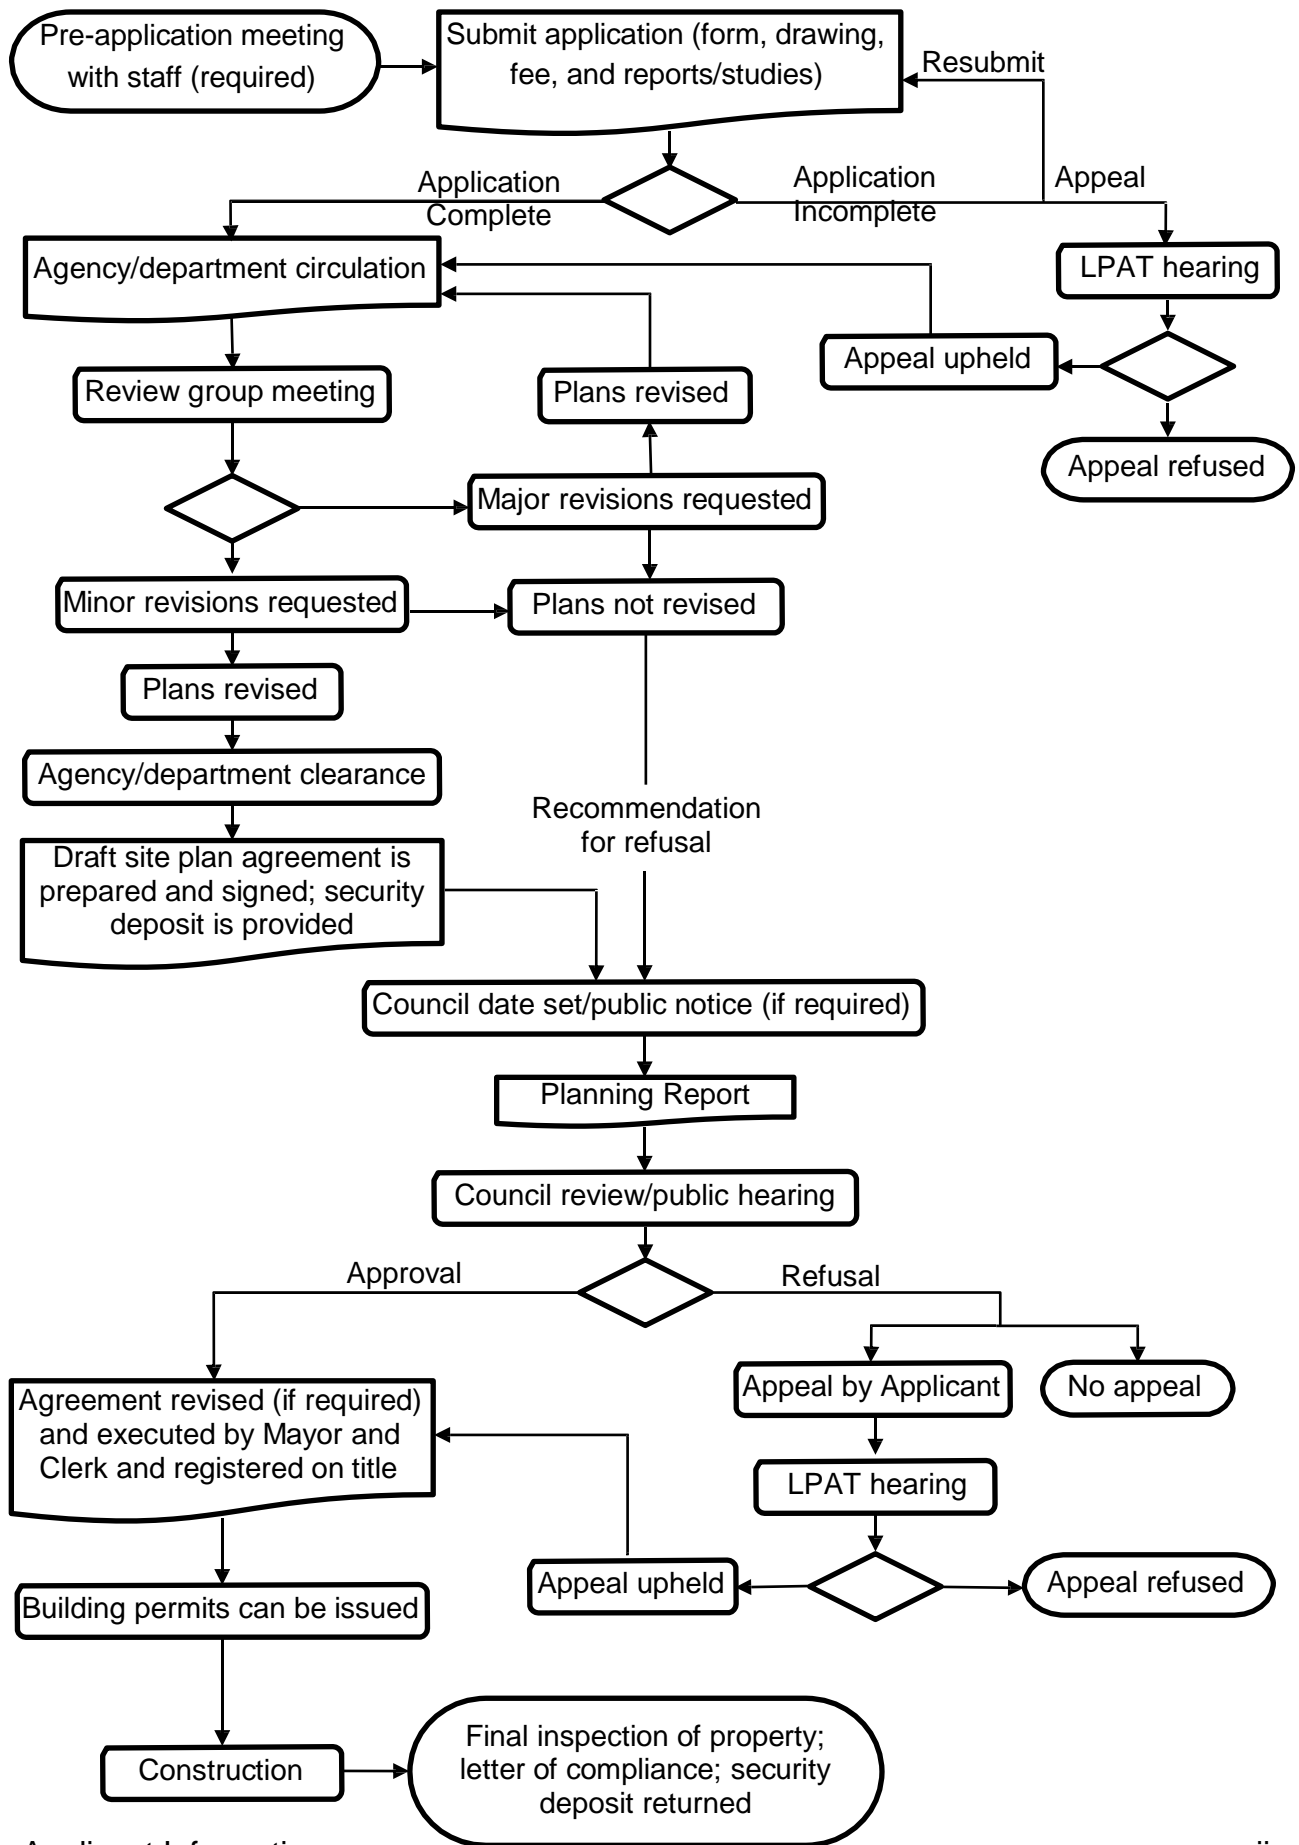 Pre-application meeting
with staff (required)
Submit application (form, drawing,
fee, and reports/studies)
Resubmit
Application
Complete
Application
Incomplete
Appeal
Agency/department circulation
LPAT hearing
Appeal upheld
Review group meeting
Plans revised
Appeal refused
Major revisions requested
Minor revisions requested
Plans not revised
Plans revised
Agency/department clearance
Recommendation
for refusal
Draft site plan agreement is
prepared and signed; security
deposit is provided
Council date set/public notice (if required)
Planning Report
Council review/public hearing
Approval
Refusal
Agreement revised (if required)
and executed by Mayor and
Clerk and registered on title
Appeal by Applicant
No appeal
LPAT hearing
Appeal upheld
Appeal refused
Building permits can be issued
Construction
Final inspection of property;
letter of compliance; security
deposit returned